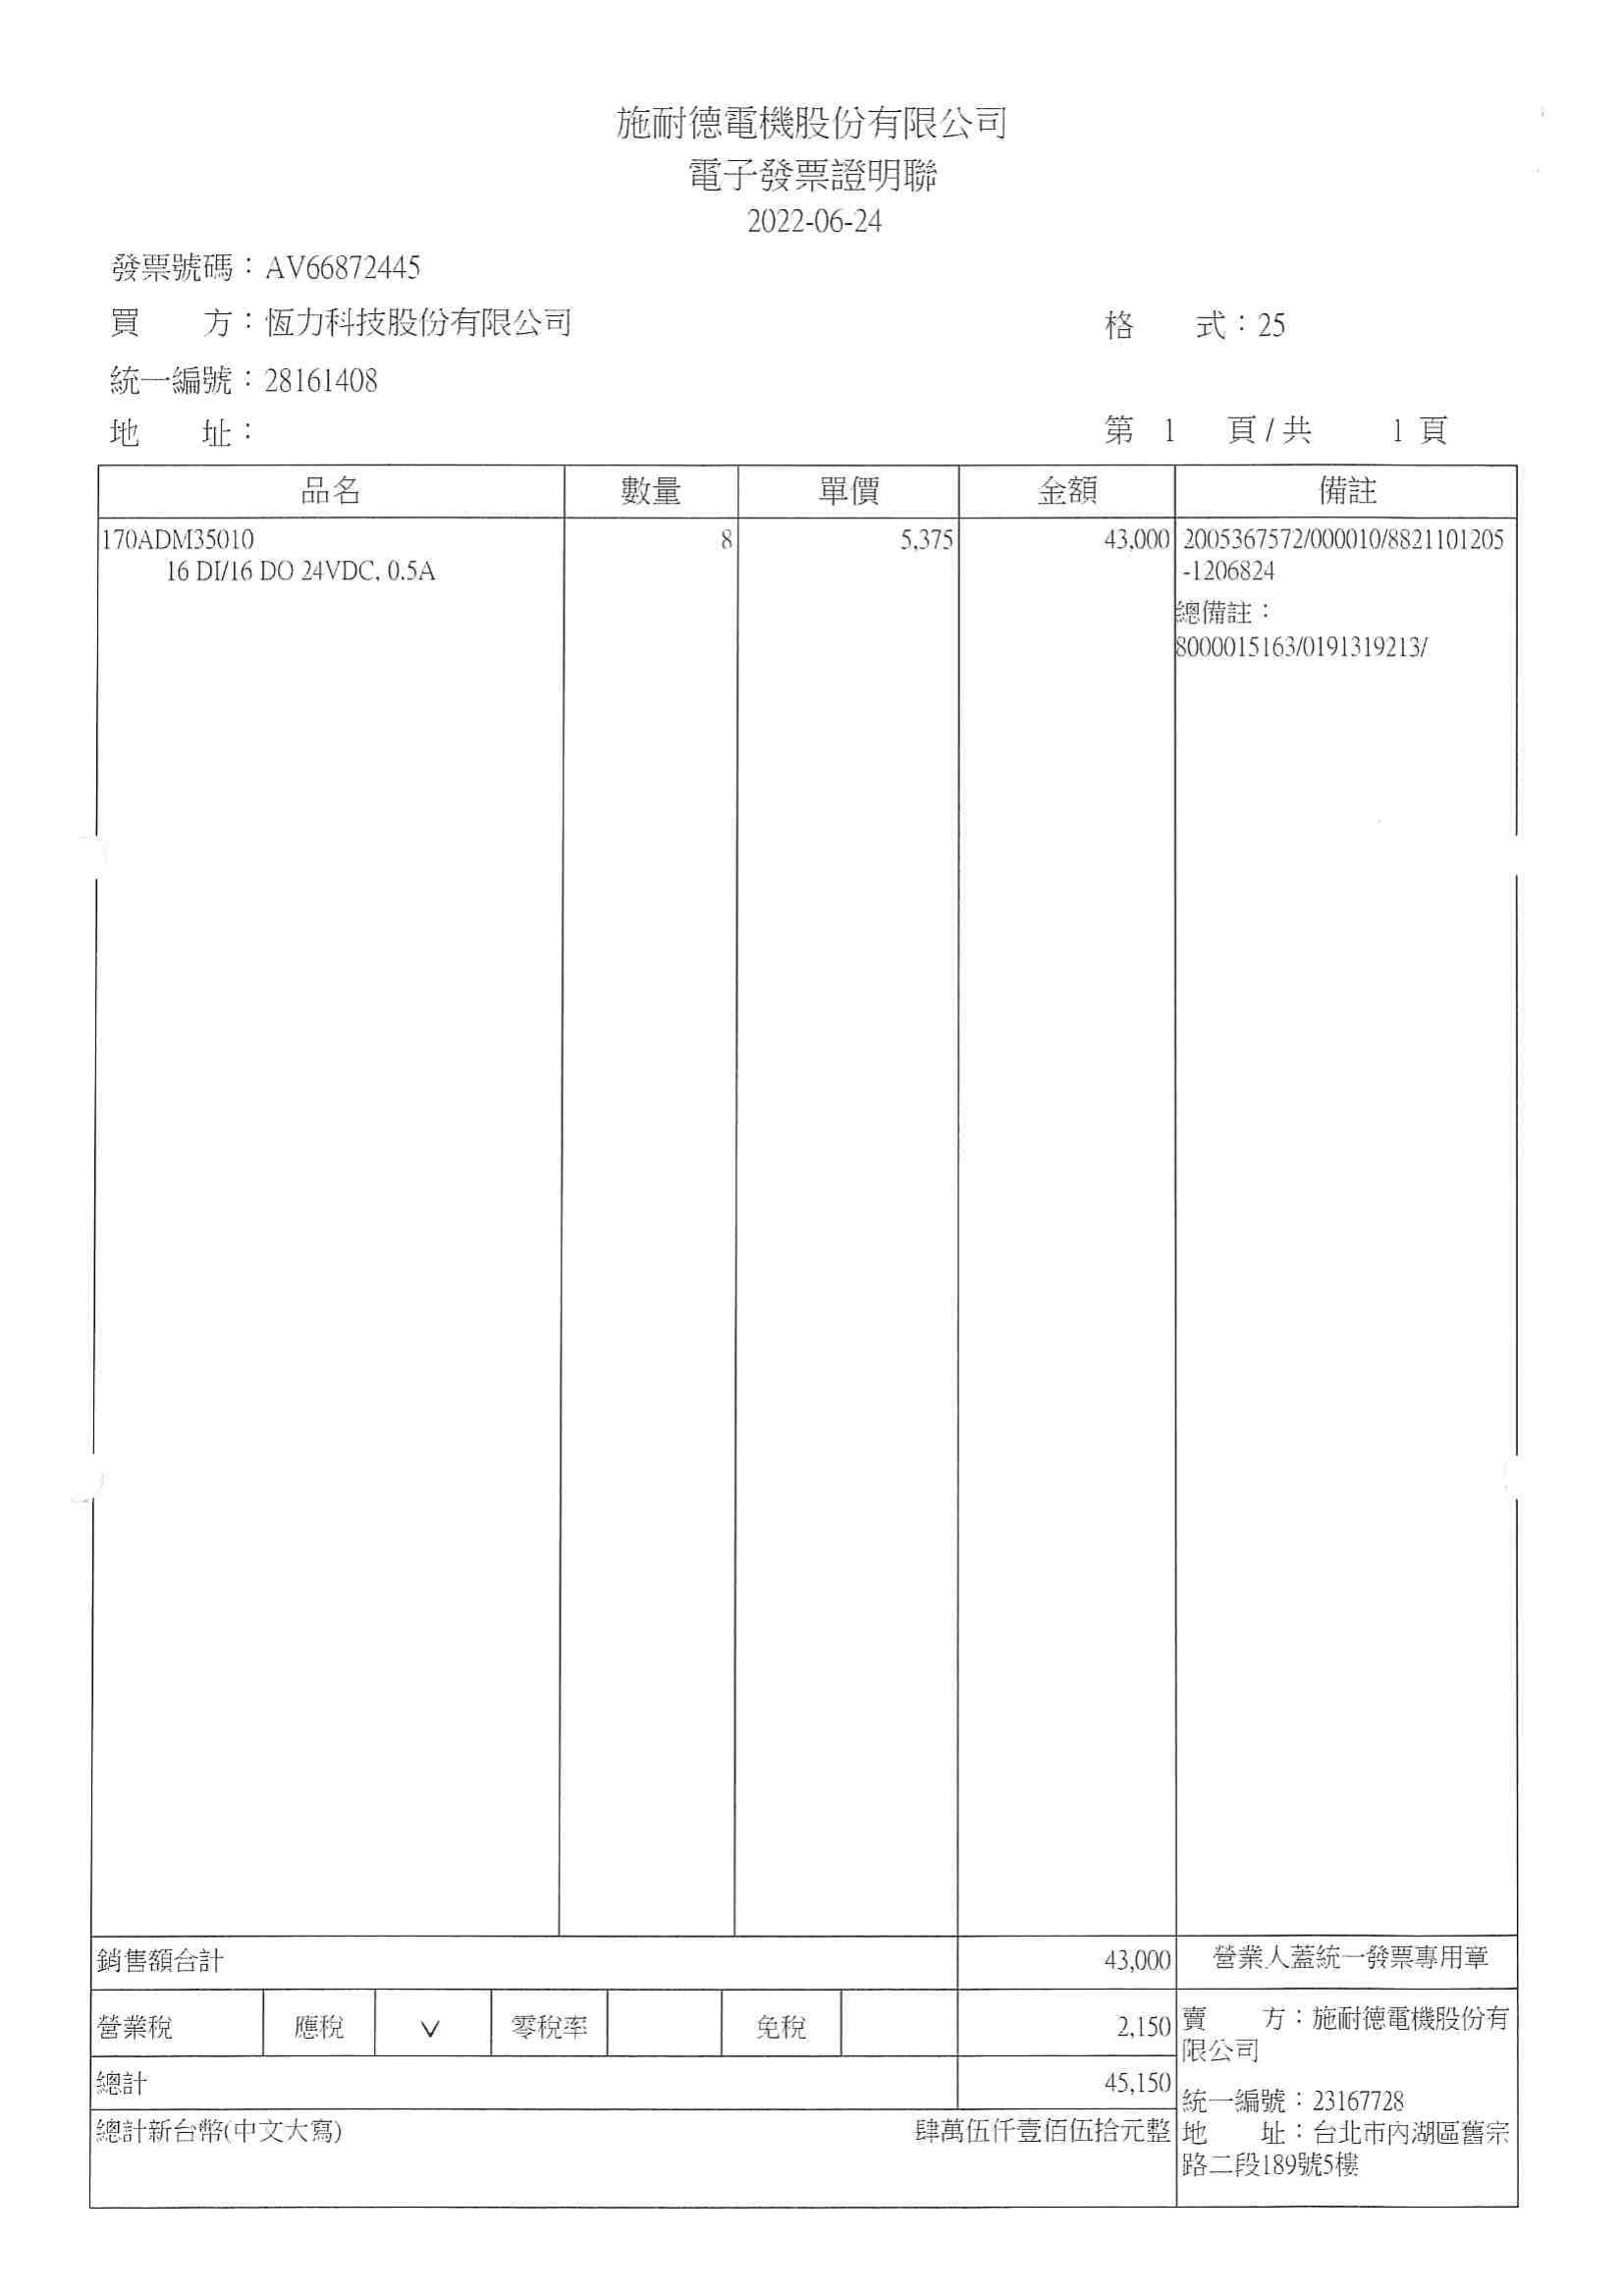 施耐德電機股份有限公司
電子發票證明聯
2022-06-24
發票號碼：AV66872445
買　　方：恆力科技股份有限公司
格　　式：25
統一編號：28161408
地　　址：
第 1 頁/共 1 頁
品名 數量 單價 金額 備註
170ADM35010 8 5,375 43,000 2005367572/000010/8821101205
16 DI/16 DO 24VDC, 0.5A -1206824
總備註：
8000015163/0191319213/
銷售額合計 43,000 營業人蓋統一發票專用章
營業稅 應稅 V 零稅率 免稅 2,150
賣　　方：施耐德電機股份有
限公司
總計 45,150
統一編號：23167728
總計新台幣(中文大寫) 肆萬伍仟壹佰伍拾元整
地　　址：台北市內湖區舊宗
路二段189號5樓